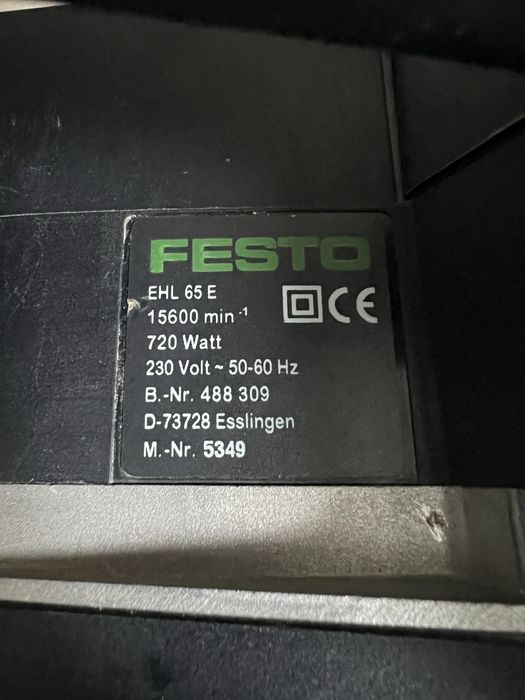 FESTO
EHL 65 E
15600 min⁻¹
CE
720 Watt
230 Volt ~ 50-60 Hz
B.-Nr. 488 309
D-73728 Esslingen
M.-Nr. 5349